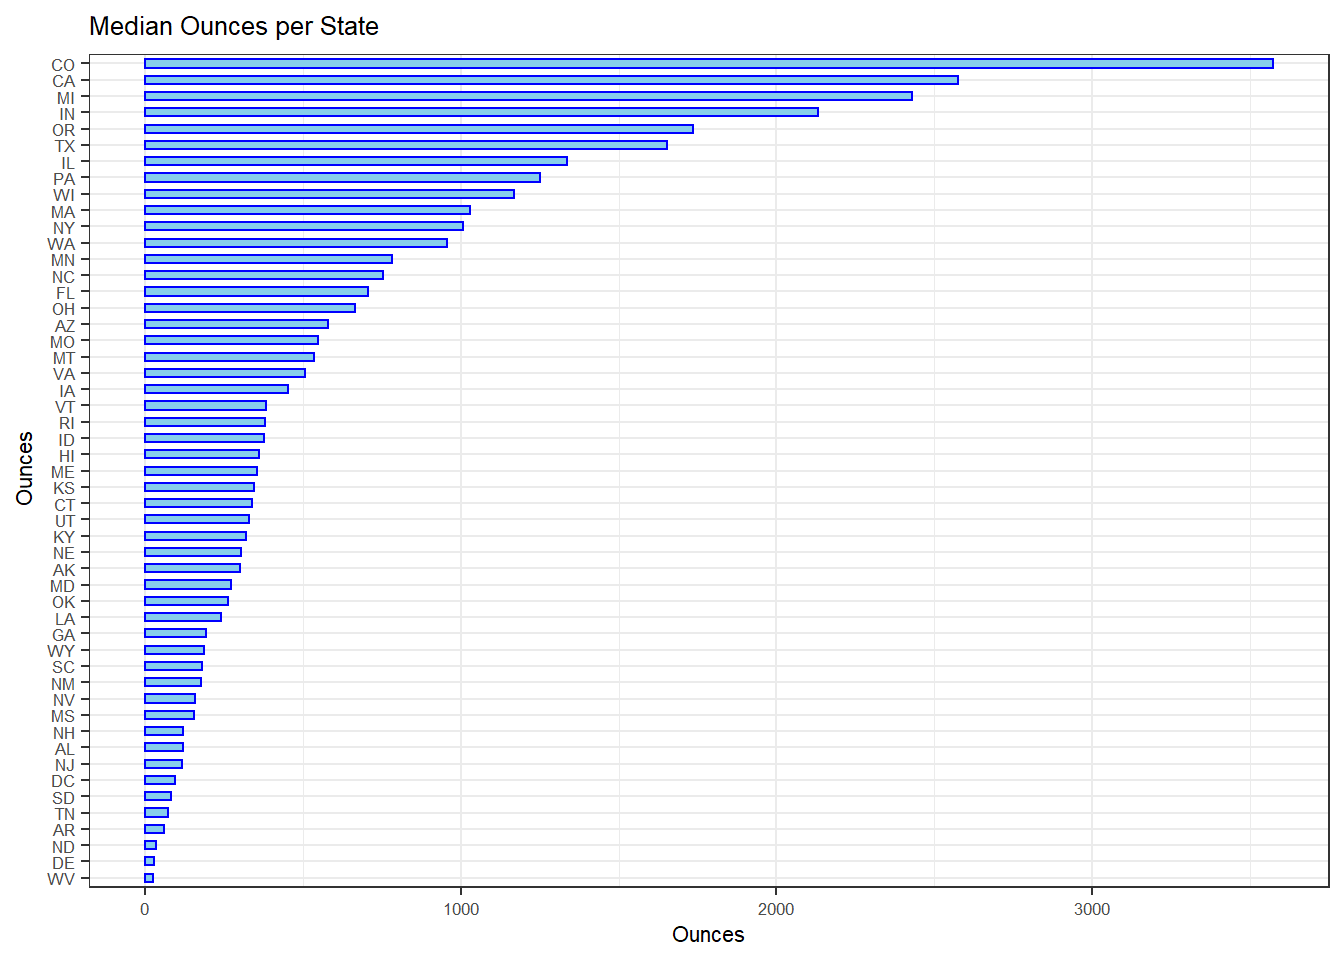 Median Ounces per State
CO
CA
MI
IN
OR
TX
IL
PA
WI
MA
NY
WA
MN
NC
FL
OH
AZ
MO
MT
VA
IA
VT
RI
ID
HI
ME
KS
CT
UT
KY
NE
AK
MD
OK
LA
GA
WY
SC
NM
NV
MS
NH
AL
NJ
DC
SD
TN
AR
ND
DE
WV
Ounces
0 1000 2000 3000
Ounces